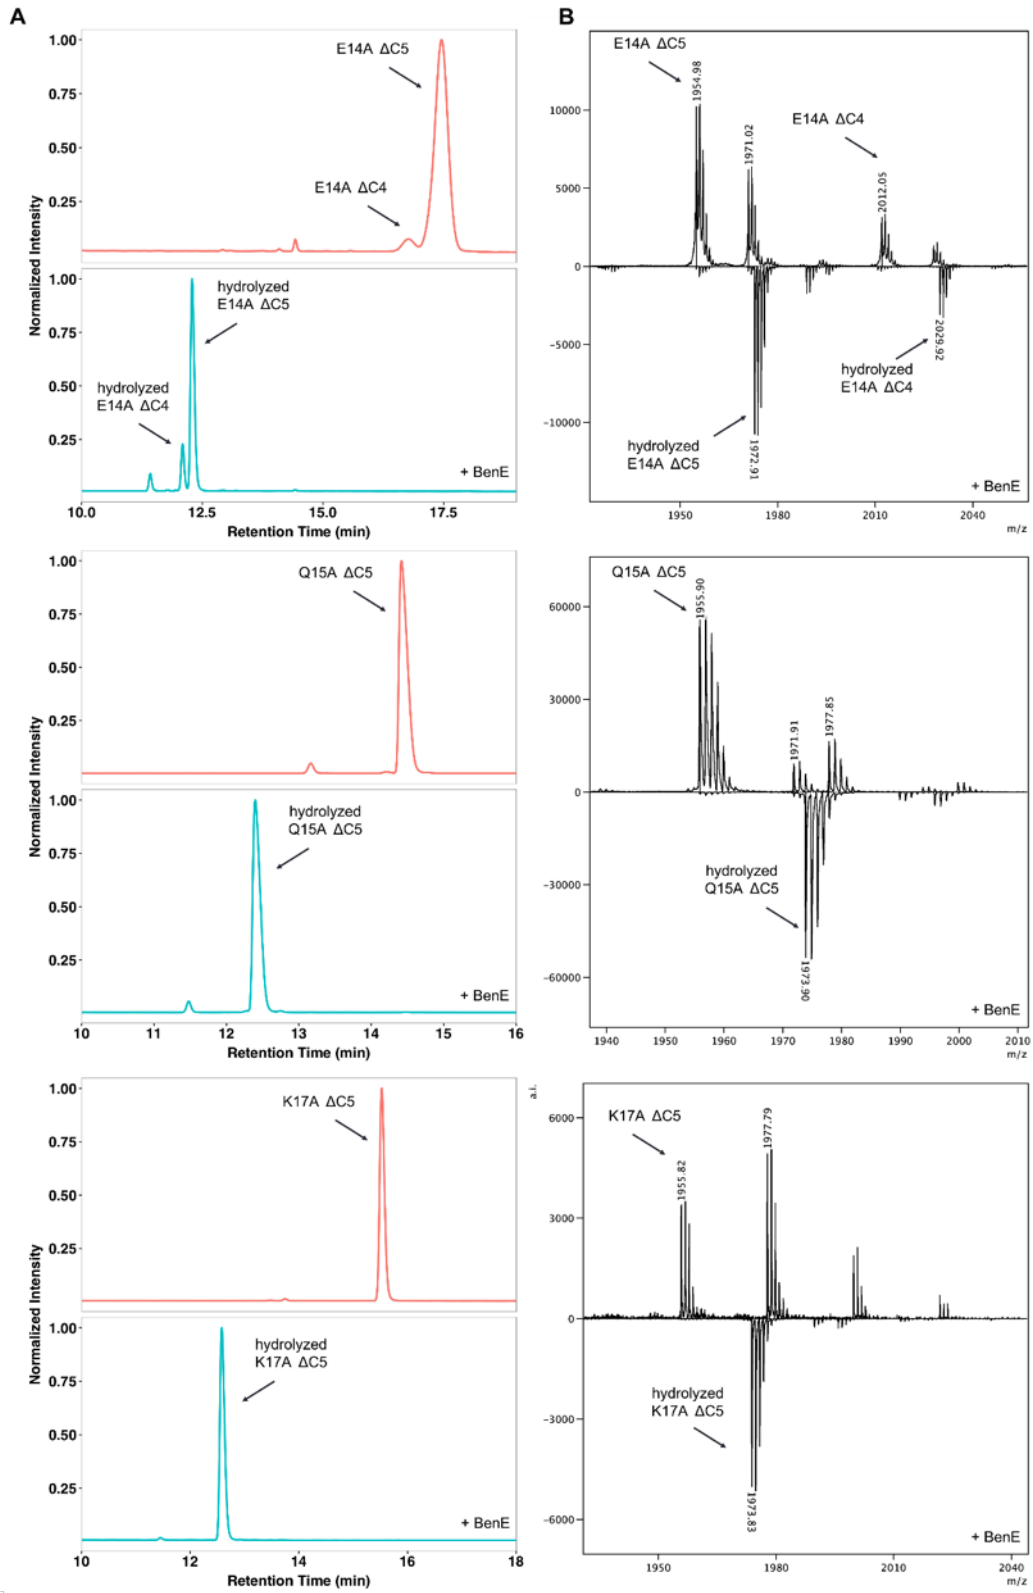 A
B
1.00
0.75
0.50
0.25
Normalized Intensity
E14A ΔC5
E14A ΔC4
1.00
0.75
0.50
0.25
hydrolyzed
E14A ΔC5
hydrolyzed
E14A ΔC4
+ BenE
10.0
12.5
15.0
17.5
Retention Time (min)
10000
5000
0
-5000
-10000
E14A ΔC5
1954.98
1971.02
E14A ΔC4
2012.05
hydrolyzed
E14A ΔC4
2029.92
hydrolyzed
E14A ΔC5
1972.91
+ BenE
1950
1980
2010
2040
m/z
1.00
0.75
0.50
0.25
Normalized Intensity
Q15A ΔC5
1.00
0.75
0.50
0.25
hydrolyzed
Q15A ΔC5
+ BenE
10
11
12
13
14
15
16
Retention Time (min)
60000
30000
0
-30000
-60000
Q15A ΔC5
1955.90
1971.91
1977.85
hydrolyzed
Q15A ΔC5
1973.90
+ BenE
1940
1950
1960
1970
1980
1990
2000
2010
m/z
1.00
0.75
0.50
0.25
Normalized Intensity
K17A ΔC5
1.00
0.75
0.50
0.25
hydrolyzed
K17A ΔC5
+ BenE
10
12
14
16
18
Retention Time (min)
a.i.
6000
3000
0
-3000
-6000
K17A ΔC5
1955.82
1977.79
hydrolyzed
K17A ΔC5
1973.83
+ BenE
1950
1980
2010
2040
m/z